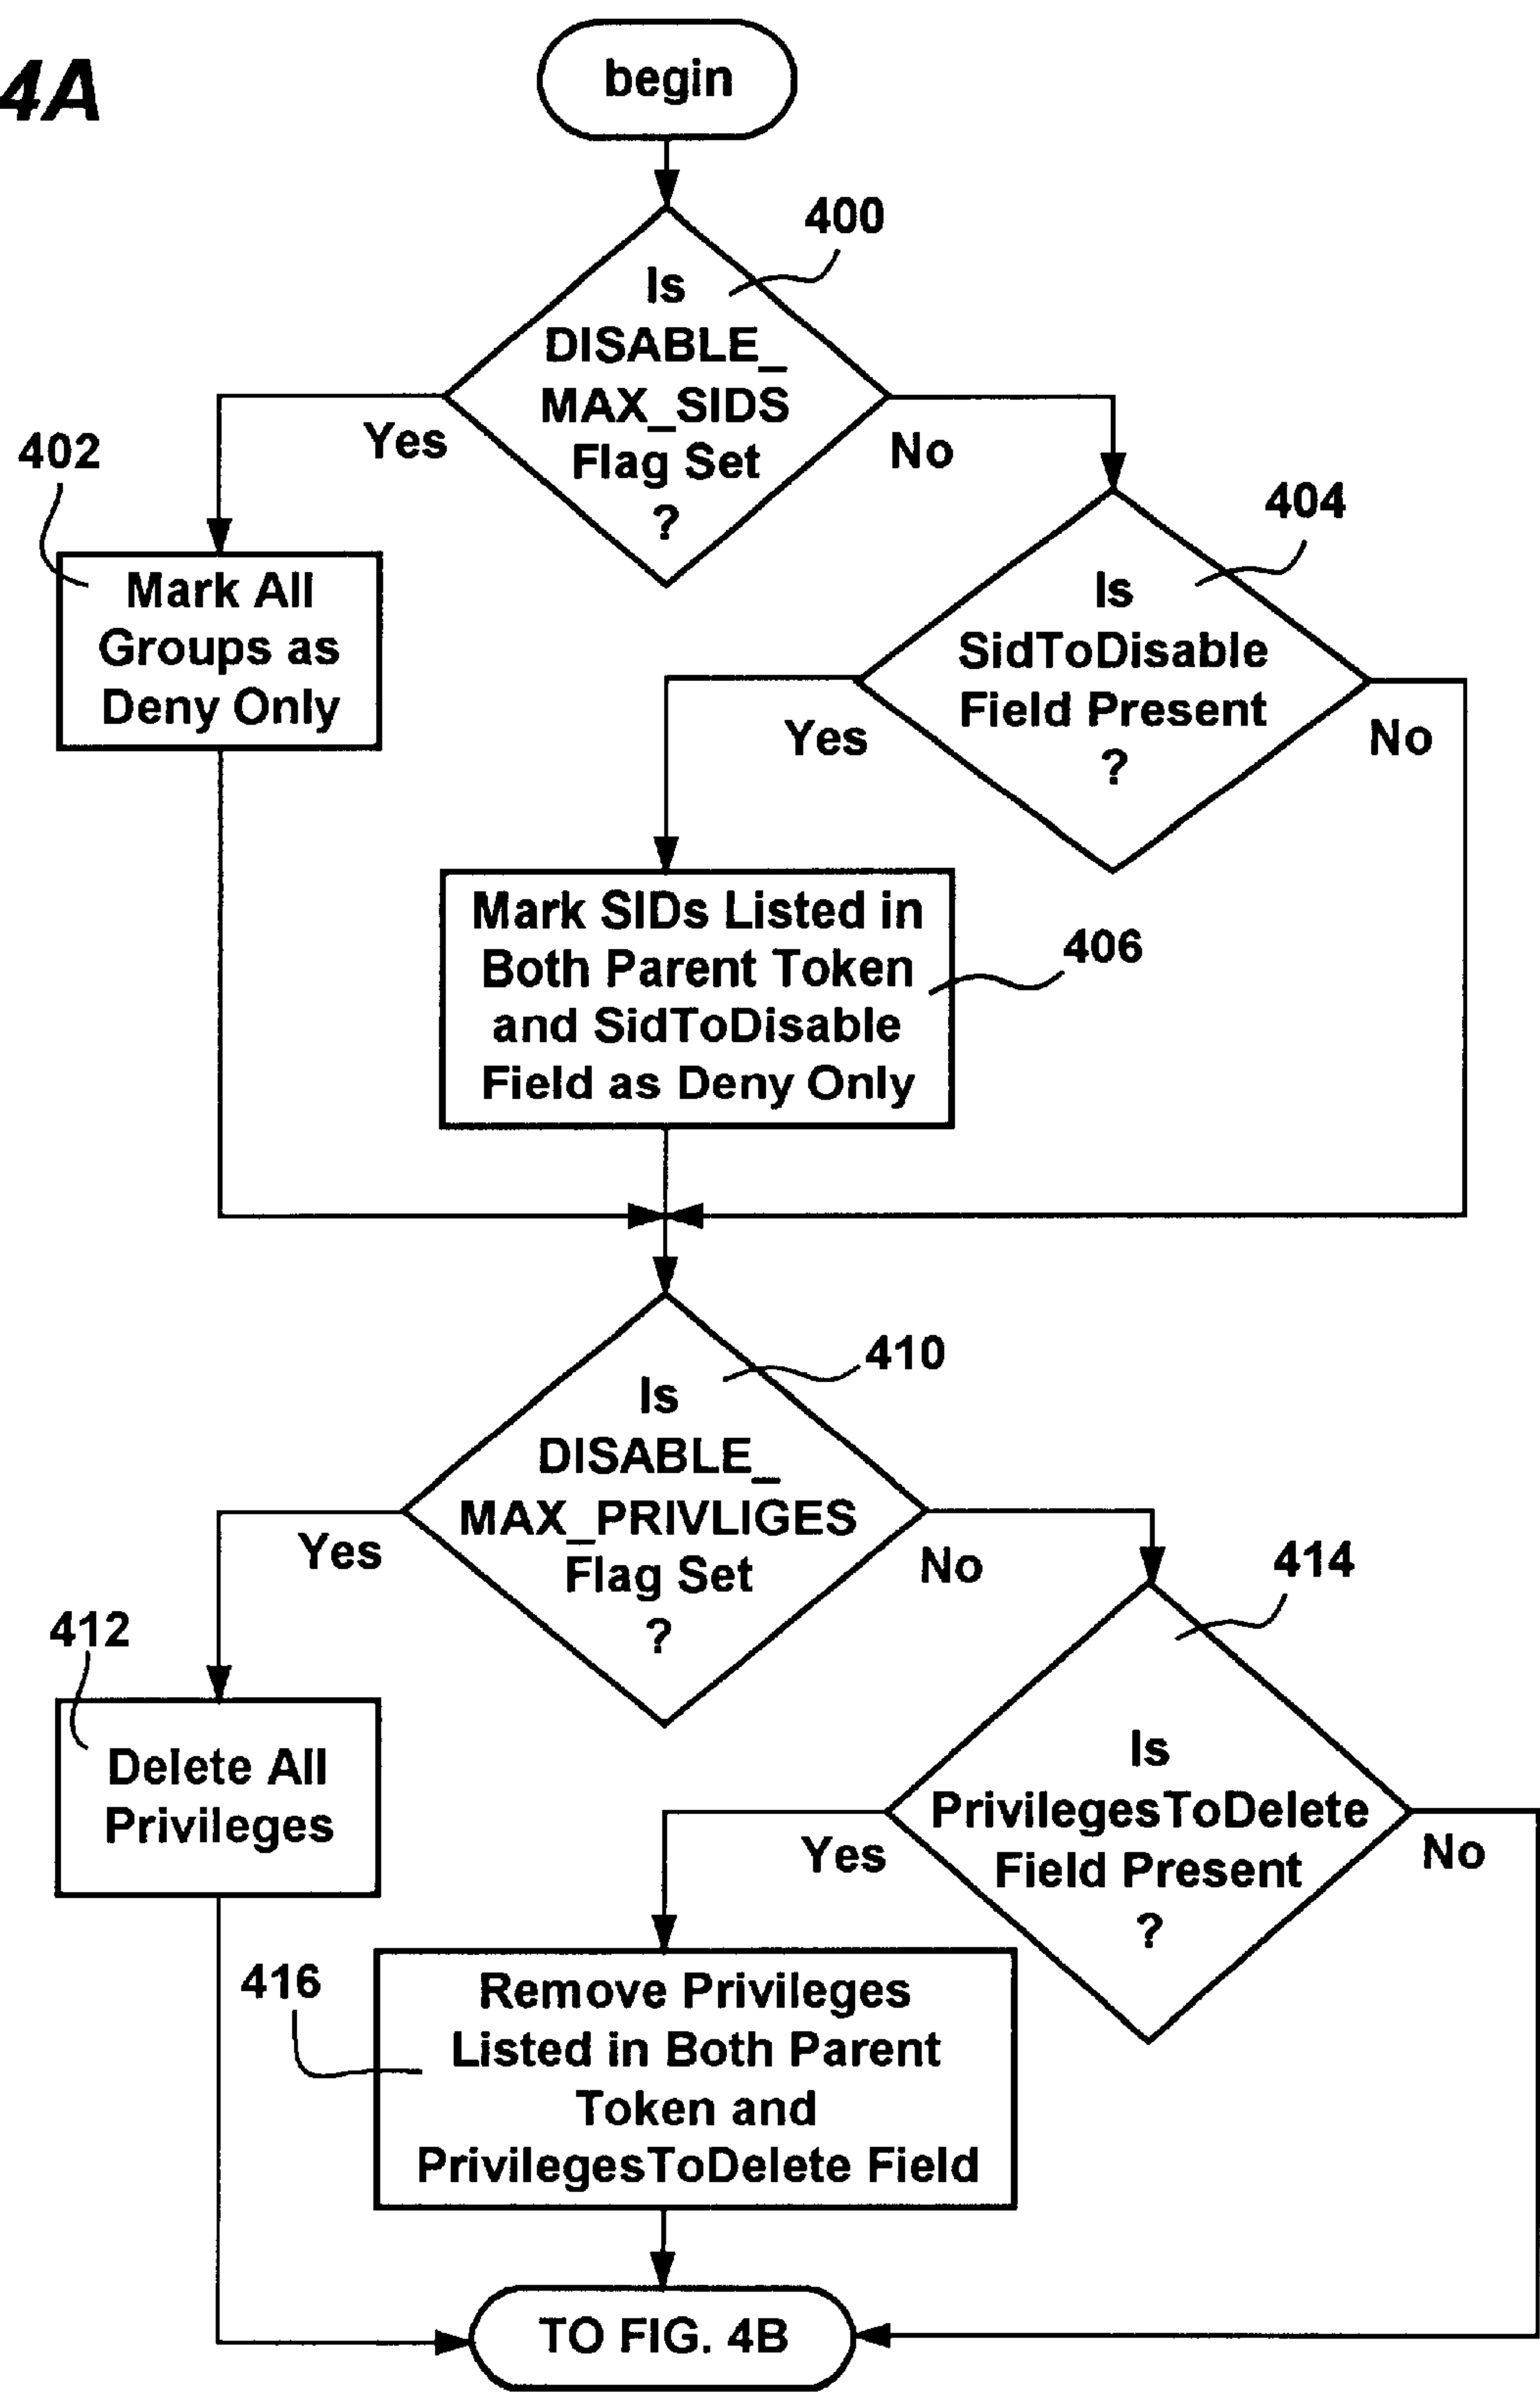 4A
begin
400
Is
DISABLE_
MAX_SIDS
Flag Set
?
Yes
No
402
Mark All
Groups as
Deny Only
404
Is
SidToDisable
Field Present
?
Yes
No
Mark SIDs Listed in
Both Parent Token
and SidToDisable
Field as Deny Only
406
410
Is
DISABLE_
MAX_PRIVLIGES
Flag Set
?
Yes
No
412
Delete All
Privileges
414
Is
PrivilegesToDelete
Field Present
?
Yes
No
416
Remove Privileges
Listed in Both Parent
Token and
PrivilegesToDelete Field
TO FIG. 4B